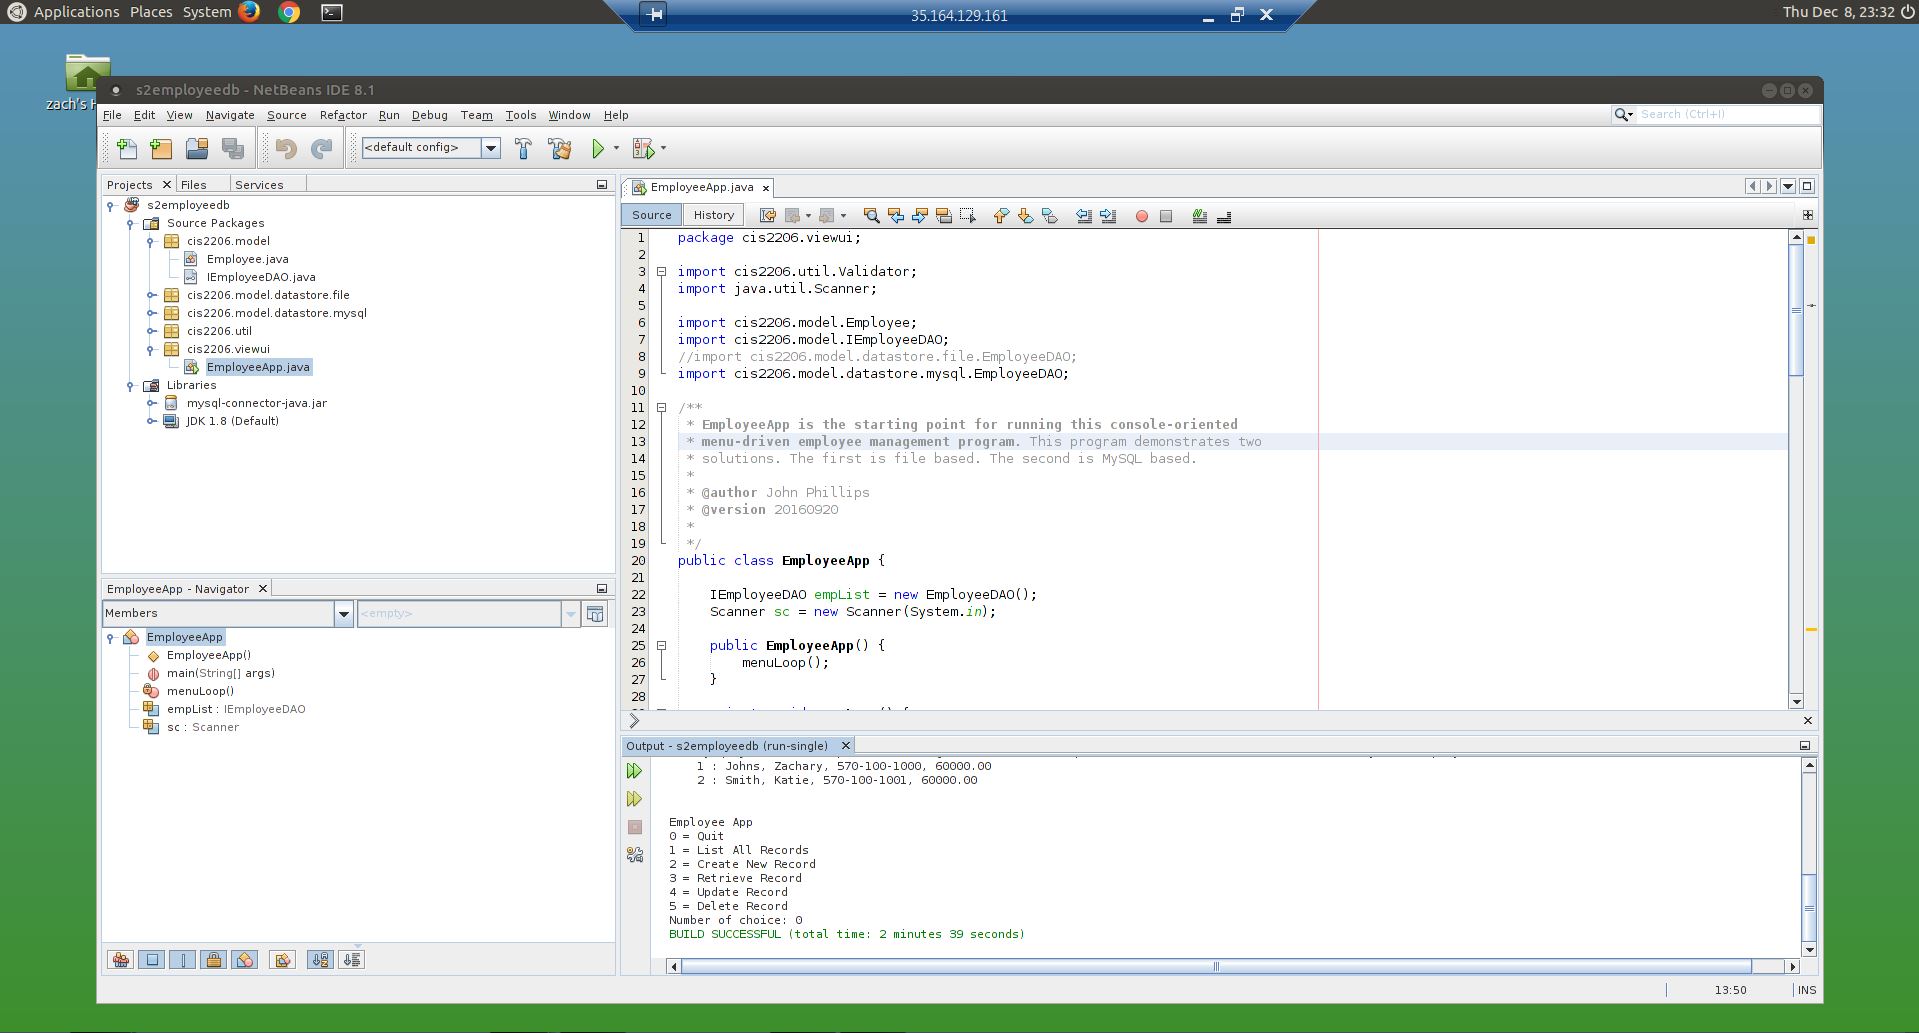 Applications Places System
35.164.129.161
Thu Dec 8, 23:32
zach's H
s2employeedb - NetBeans IDE 8.1
File Edit View Navigate Source Refactor Run Debug Team Tools Window Help
Search (Ctrl+I)
<default config>
Projects Files Services
s2employeedb
Source Packages
cis2206.model
Employee.java
IEmployeeDAO.java
cis2206.model.datastore.file
cis2206.model.datastore.mysql
cis2206.util
cis2206.viewui
EmployeeApp.java
Libraries
mysql-connector-java.jar
JDK 1.8 (Default)
EmployeeApp - Navigator
Members
<empty>
EmployeeApp
EmployeeApp()
main(String[] args)
menuLoop()
empList : IEmployeeDAO
sc : Scanner
EmployeeApp.java
Source History
1 package cis2206.viewui;
2
3 import cis2206.util.Validator;
4 import java.util.Scanner;
5
6 import cis2206.model.Employee;
7 import cis2206.model.IEmployeeDAO;
8 //import cis2206.model.datastore.file.EmployeeDAO;
9 import cis2206.model.datastore.mysql.EmployeeDAO;
10
11 /**
12 * EmployeeApp is the starting point for running this console-oriented
13 * menu-driven employee management program. This program demonstrates two
14 * solutions. The first is file based. The second is MySQL based.
15 *
16 * @author John Phillips
17 * @version 20160920
18 *
19 */
20 public class EmployeeApp {
21
22 IEmployeeDAO empList = new EmployeeDAO();
23 Scanner sc = new Scanner(System.in);
24
25 public EmployeeApp() {
26 menuLoop();
27 }
28
Output - s2employeedb (run-single)
1 : Johns, Zachary, 570-100-1000, 60000.00
2 : Smith, Katie, 570-100-1001, 60000.00
Employee App
0 = Quit
1 = List All Records
2 = Create New Record
3 = Retrieve Record
4 = Update Record
5 = Delete Record
Number of choice: 0
BUILD SUCCESSFUL (total time: 2 minutes 39 seconds)
13:50 INS